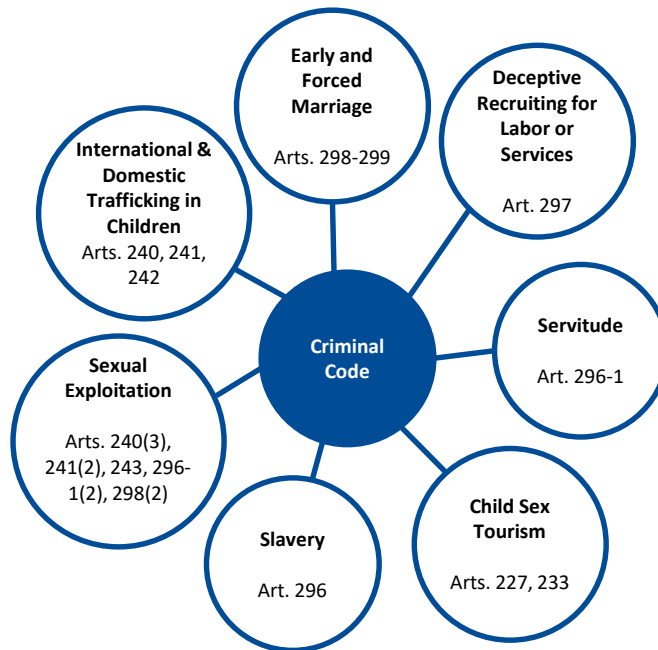 Early and
Forced
Marriage
Arts. 298-299
Deceptive
Recruiting for
Labor or
Services
Art. 297
International &
Domestic
Trafficking in
Children
Arts. 240, 241,
242
Criminal
Code
Servitude
Art. 296-1
Sexual
Exploitation
Arts. 240(3),
241(2), 243, 296-
1(2), 298(2)
Child Sex
Tourism
Arts. 227, 233
Slavery
Art. 296